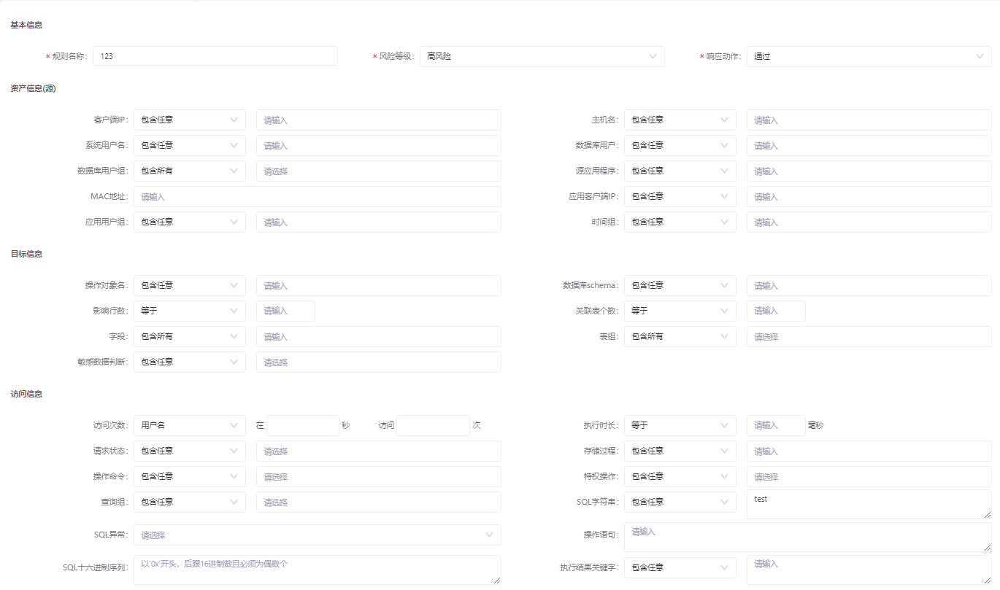 基本信息
* 规则名称: 123 * 风险等级: 高风险 * 响应动作: 通过
资产信息(源)
客户端IP: 包含任意 请输入 主机名: 包含任意 请输入
系统用户名: 包含任意 请输入 数据库用户: 包含任意 请输入
数据库用户组: 包含所有 请选择 源应用程序: 包含任意 请输入
MAC地址: 请输入 应用客户端IP: 包含任意 请输入
应用用户组: 包含任意 请输入 时间组: 包含任意 请输入
目标信息
操作对象名: 包含任意 请输入 数据库schema: 包含任意 请输入
影响行数: 等于 请输入 关联表个数: 等于 请输入
字段: 包含所有 请输入 表组: 包含所有 请选择
敏感数据判断: 包含任意 请选择
访问信息
访问次数: 用户名 在 秒 访问 次 执行时长: 等于 请输入 毫秒
请求状态: 包含任意 请选择 存储过程: 包含任意 请输入
操作命令: 包含任意 请选择 特权操作: 包含任意 请选择
查询组: 包含任意 请选择 SQL字符串: 包含任意 test
SQL异常: 请选择 操作语句: 请输入
SQL十六进制序列: 以'0x'开头，后跟16进制数且必须为偶数个 执行结果关键字: 包含任意 请输入